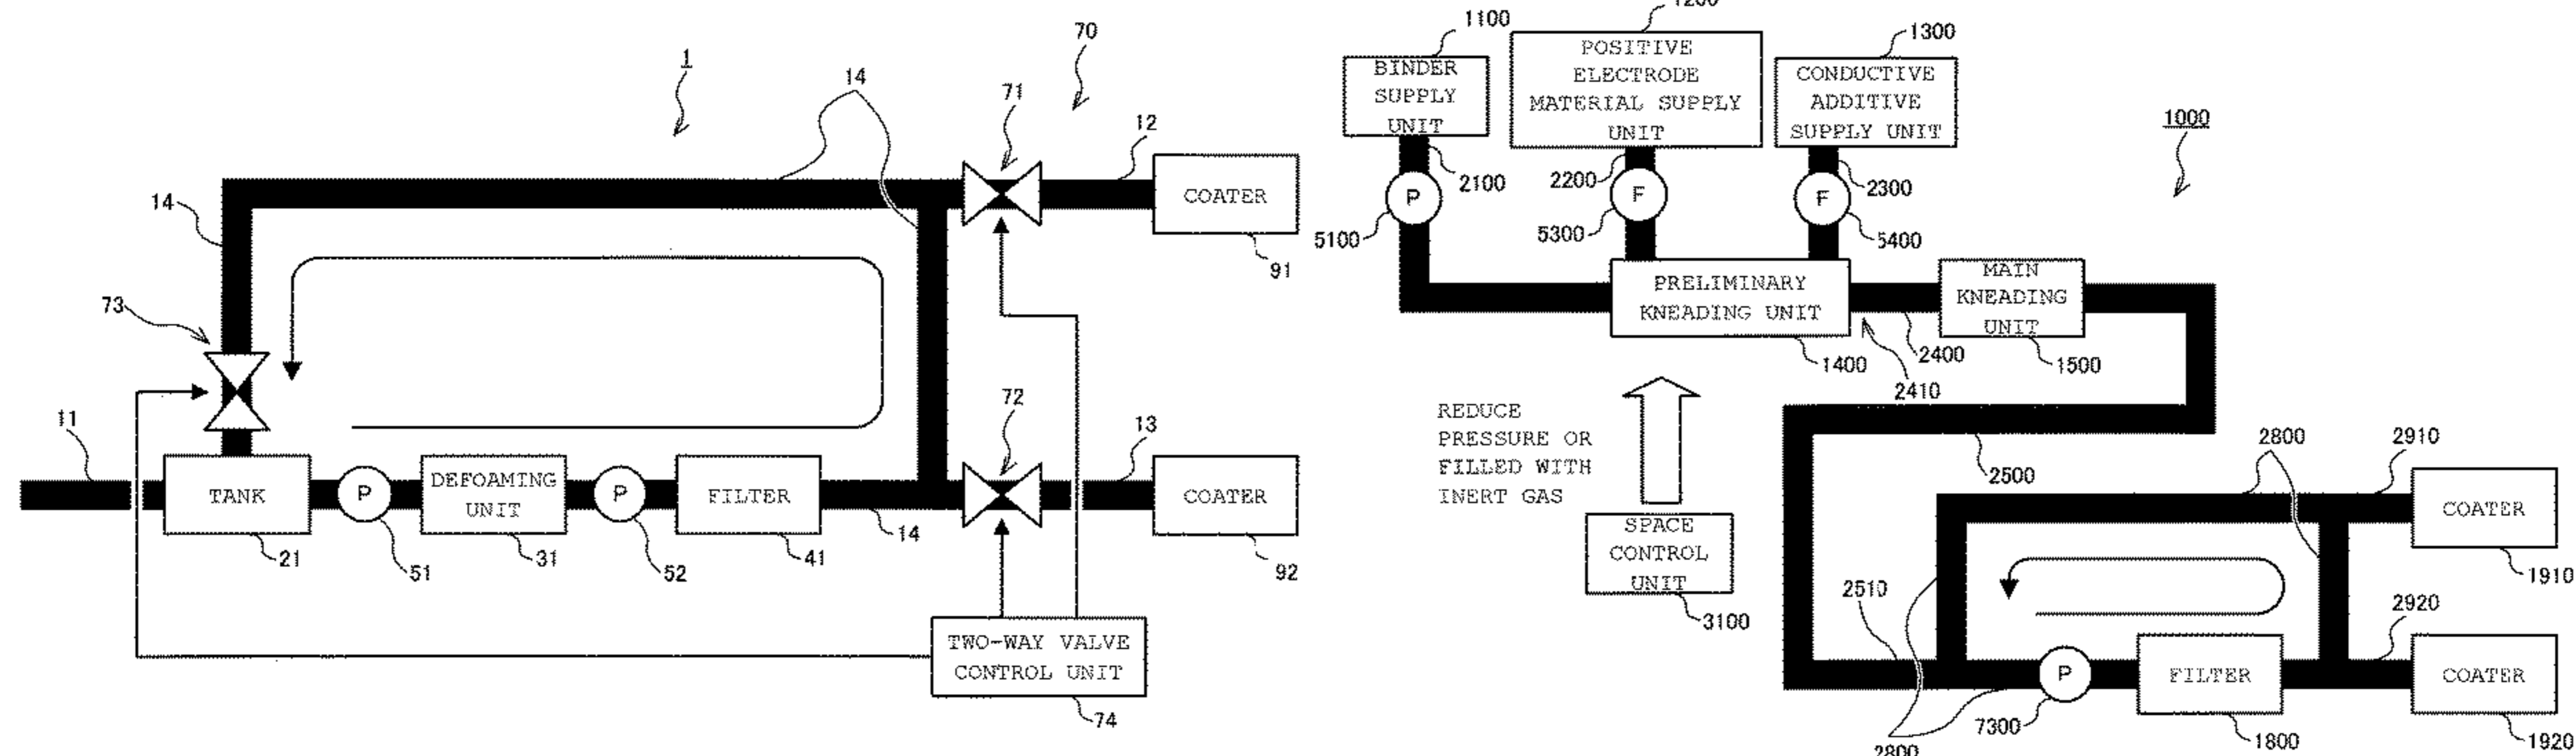 1
70
14
71
12
COATER
91
14
73
72
13
11
TANK
21
P
51
DEFOAMING
UNIT
31
P
52
FILTER
41
14
COATER
92
TWO-WAY VALVE
CONTROL UNIT
74
1100
BINDER
SUPPLY
UNIT
2100
P
5100
1200
POSITIVE
ELECTRODE
MATERIAL SUPPLY
UNIT
2200
F
5300
1300
CONDUCTIVE
ADDITIVE
SUPPLY UNIT
2300
F
5400
1000
PRELIMINARY
KNEADING UNIT
1400
2400
2410
MAIN
KNEADING
UNIT
1500
REDUCE
PRESSURE OR
FILLED WITH
INERT GAS
SPACE
CONTROL
UNIT
3100
2500
2800
2910
COATER
1910
2510
2920
P
7300
FILTER
1800
COATER
1920
2800